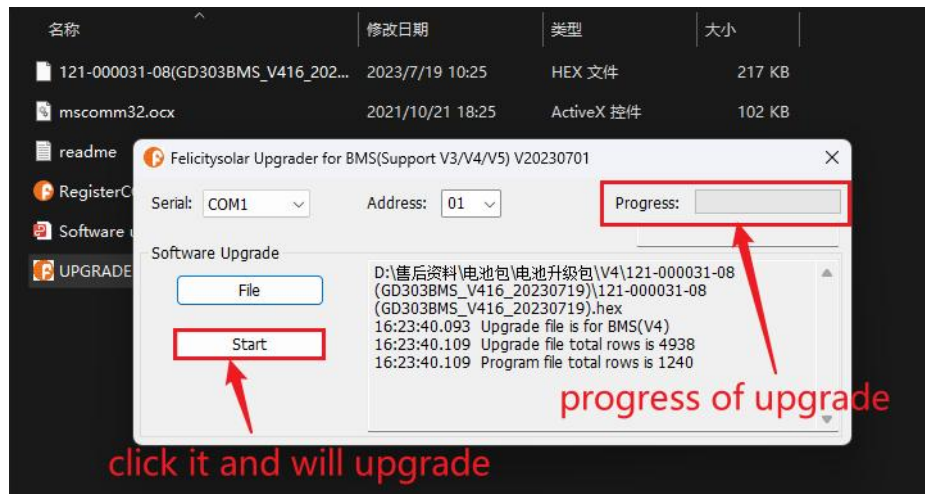 名称 修改日期 类型 大小
121-000031-08(GD303BMS_V416_202... 2023/7/19 10:25 HEX 文件 217 KB
mscomm32.ocx 2021/10/21 18:25 ActiveX 控件 102 KB
readme
Felicitysolar Upgrader for BMS(Support V3/V4/V5) V20230701
RegisterC
Serial: COM1 Address: 01 Progress:
Software u
Software Upgrade
UPGRADE
File
Start
D:\售后资料\电池包\电池升级包\V4\121-000031-08
(GD303BMS_V416_20230719)\121-000031-08
(GD303BMS_V416_20230719).hex
16:23:40.093 Upgrade file is for BMS(V4)
16:23:40.109 Upgrade file total rows is 4938
16:23:40.109 Program file total rows is 1240
progress of upgrade
click it and will upgrade